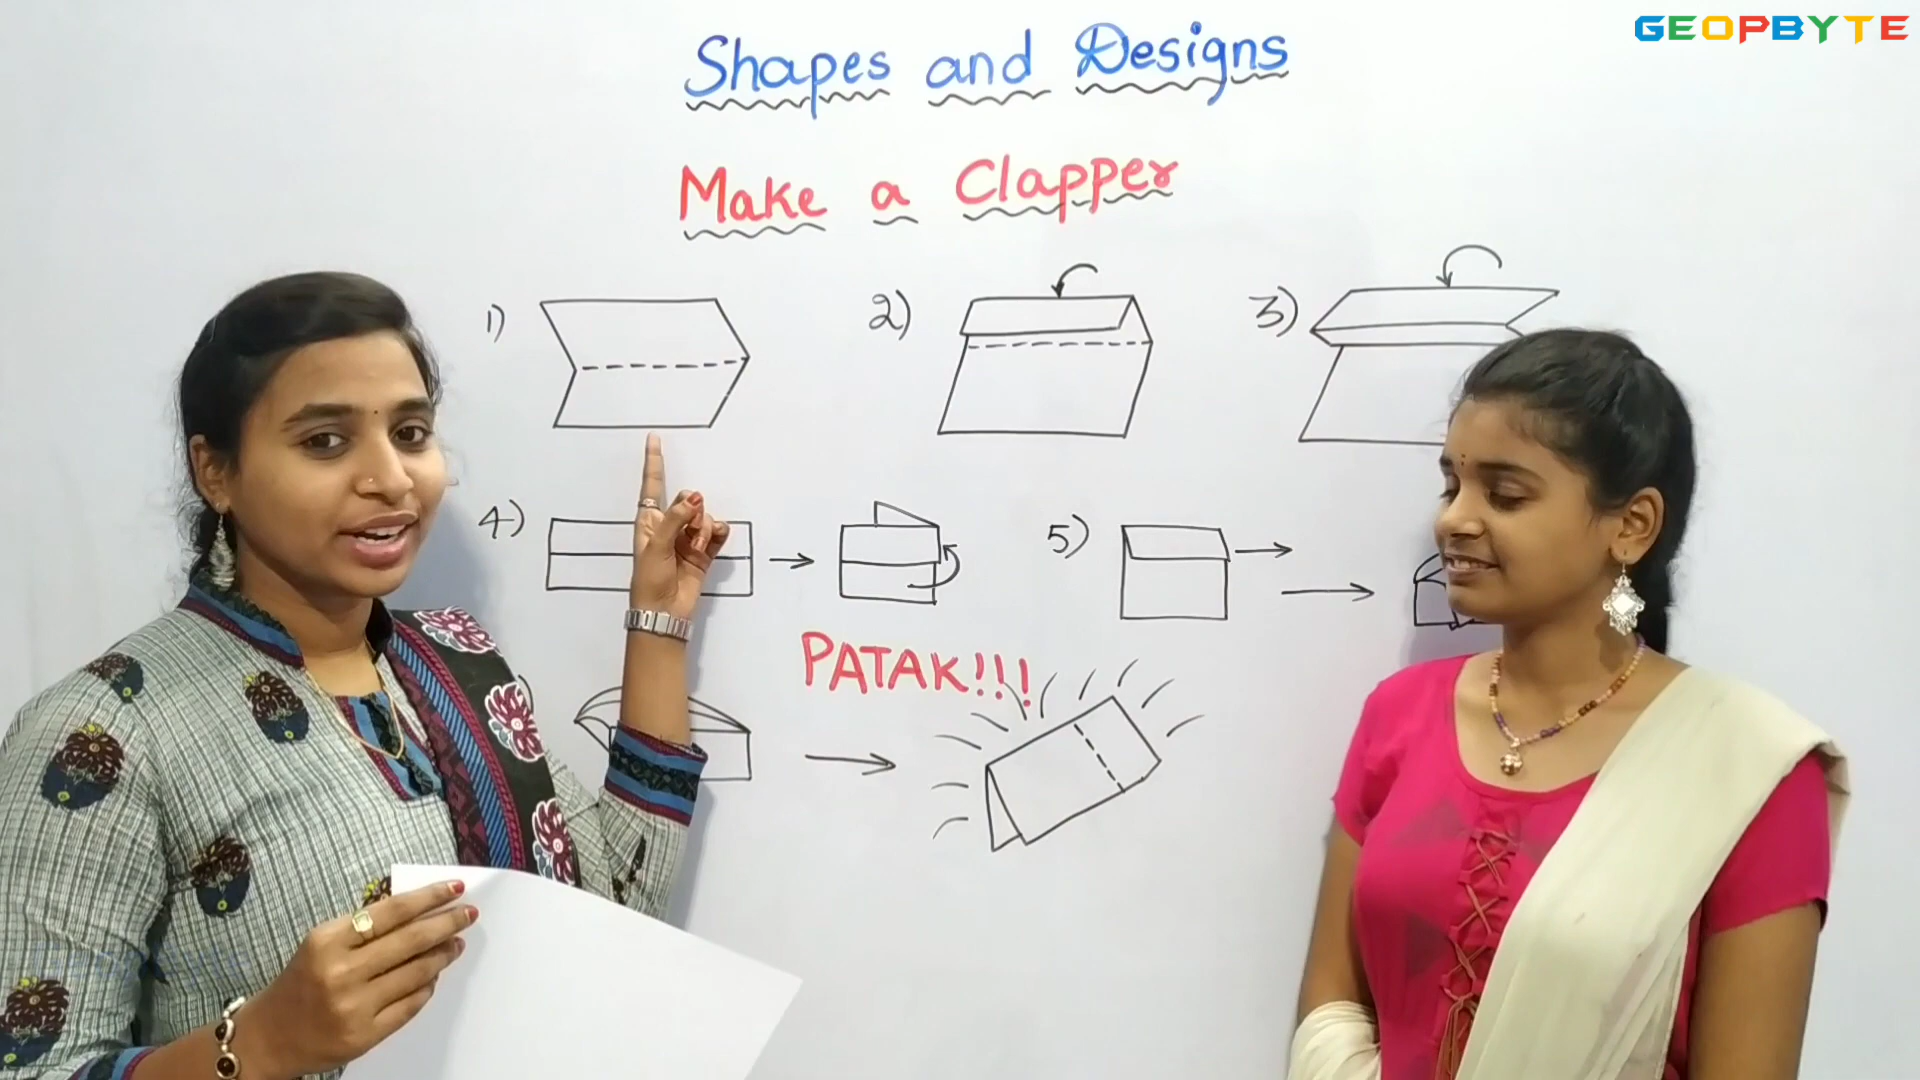 GEOPBYTE
Shapes and Designs
Make a Clapper
1)
2)
3)
4)
5)
PATAK!!!